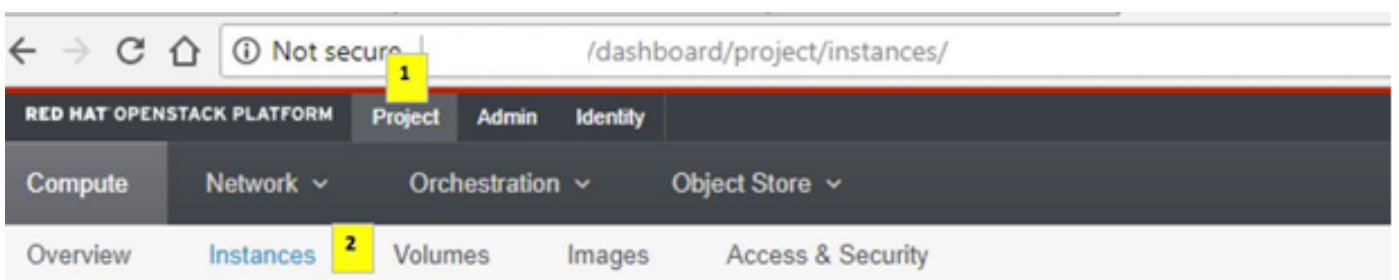 Not secure /dashboard/project/instances/
1
RED HAT OPENSTACK PLATFORM Project Admin Identity
Compute Network Orchestration Object Store
Overview Instances 2 Volumes Images Access & Security